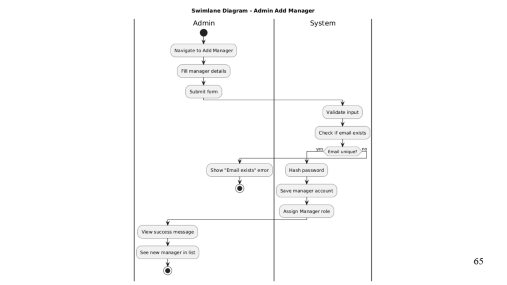 Swimlane Diagram - Admin Add Manager
Admin
System
Navigate to Add Manager
Fill manager details
Submit form
Validate input
Check if email exists
yes
Email unique?
no
Show "Email exists" error
Hash password
Save manager account
Assign Manager role
View success message
See new manager in list
65